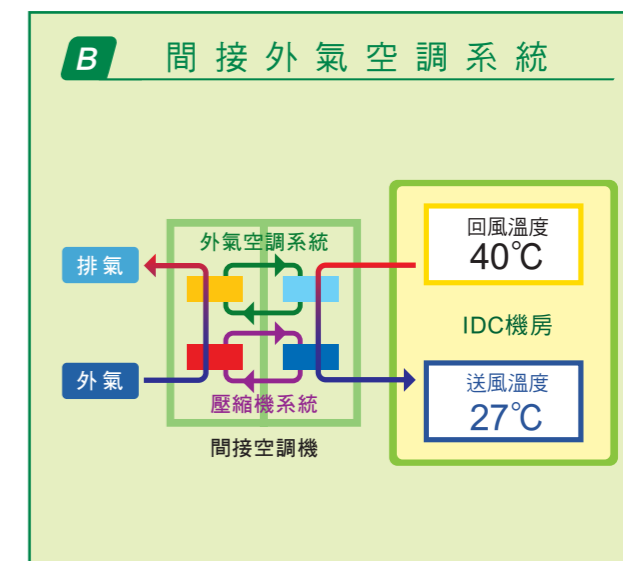 B 間接外氣空調系統
外氣空調系統
排氣
外氣
壓縮機系統
間接空調機
回風溫度
40℃
IDC機房
送風溫度
27℃